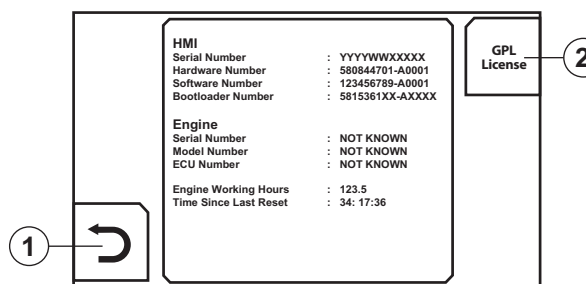 HMI
Serial Number : YYYYWWXXXXX
Hardware Number : 580844701-A0001
Software Number : 123456789-A0001
Bootloader Number : 5815361XX-AXXXX
Engine
Serial Number : NOT KNOWN
Model Number : NOT KNOWN
ECU Number : NOT KNOWN
Engine Working Hours : 123.5
Time Since Last Reset : 34: 17:36
GPL
License
2
1